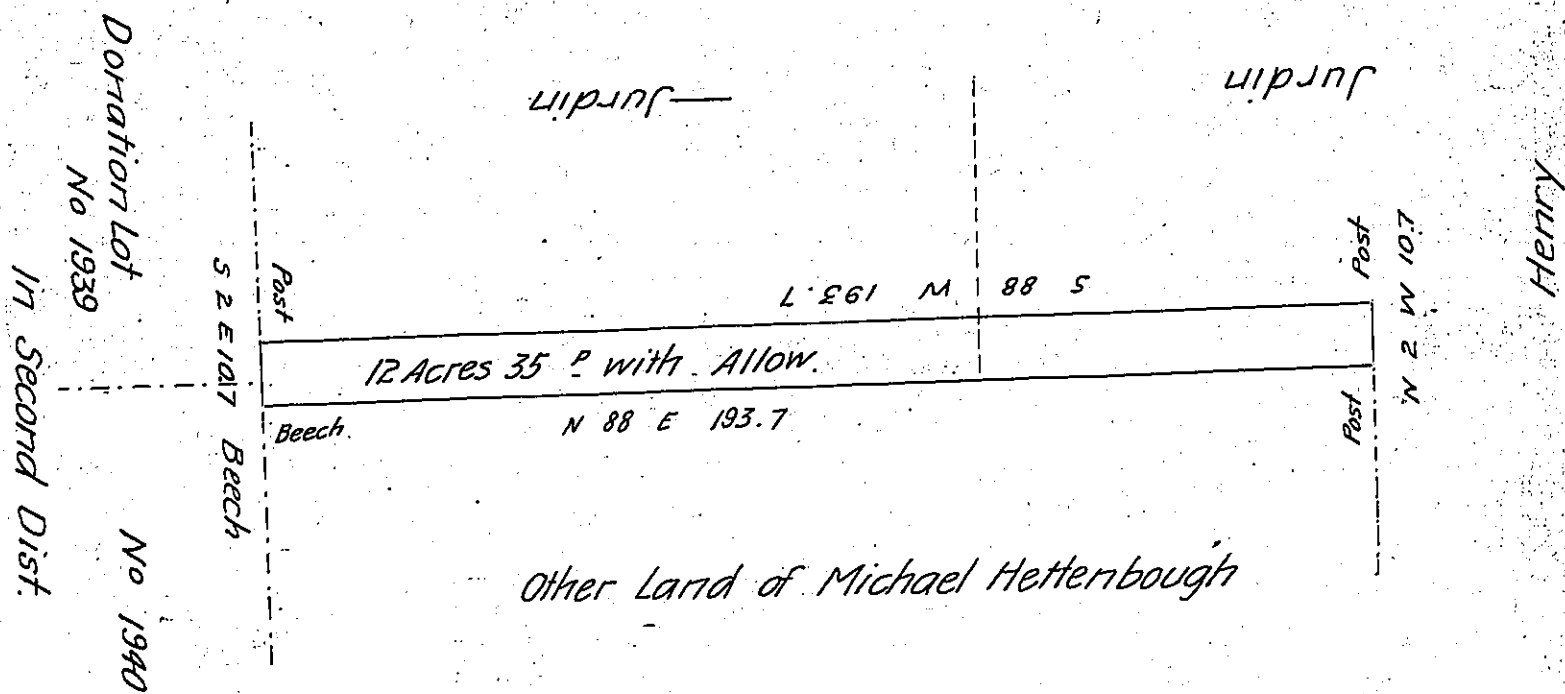 Donation Lot
No 1939
In Second Dist.
No 1940
S 2 E 10.7 Beech
Post
Beech
—Jurdin
Jurdin
Henry
S 88 W 193.7
12 Acres 35 P with Allow.
N 88 E 193.7
Post
N 2 W 10.7
Post
Other Land of Michael Hettenbough